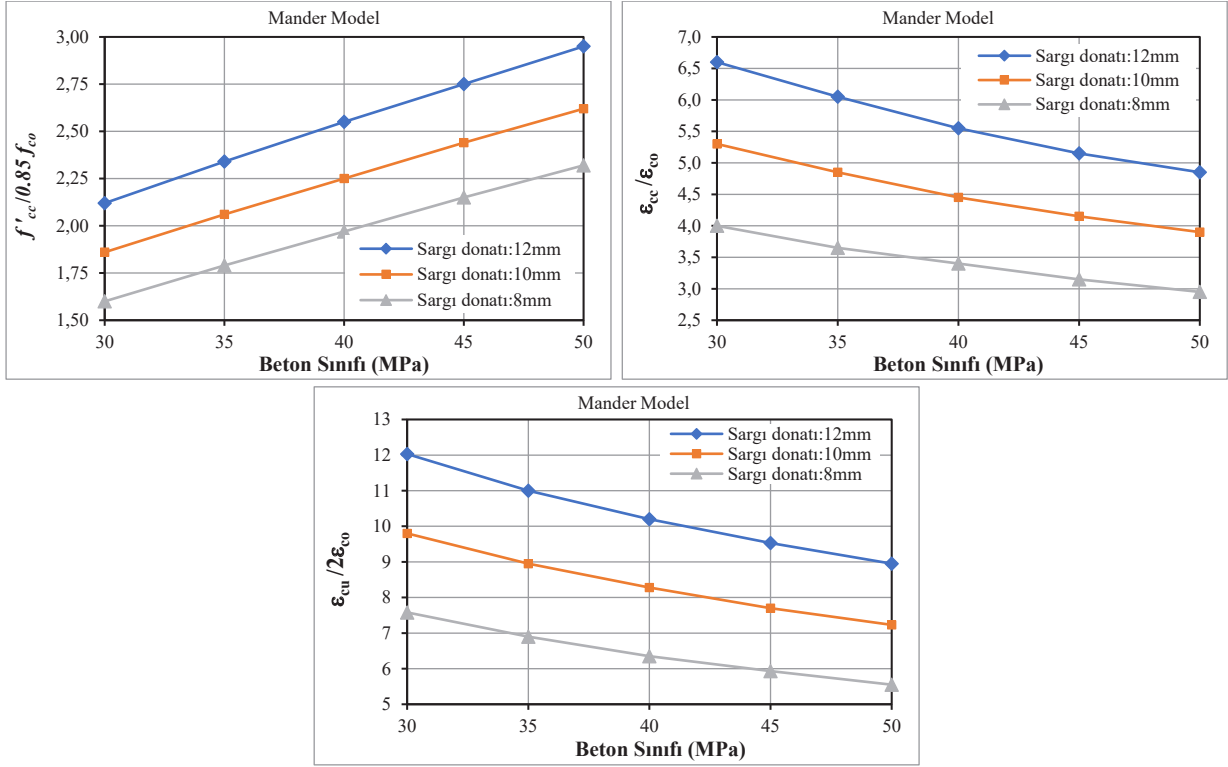 Mander Model
3,00
2,75
2,50
2,25
2,00
1,75
1,50
f'cc/0.85 fco
Sargı donatı:12mm
Sargı donatı:10mm
Sargı donatı:8mm
30 35 40 45 50
Beton Sınıfı (MPa)
Mander Model
7,0
6,5
6,0
5,5
5,0
4,5
4,0
3,5
3,0
2,5
εcc/εco
Sargı donatı:12mm
Sargı donatı:10mm
Sargı donatı:8mm
30 35 40 45 50
Beton Sınıfı (MPa)
Mander Model
13
12
11
10
9
8
7
6
5
εcu/2εco
Sargı donatı:12mm
Sargı donatı:10mm
Sargı donatı:8mm
30 35 40 45 50
Beton Sınıfı (MPa)